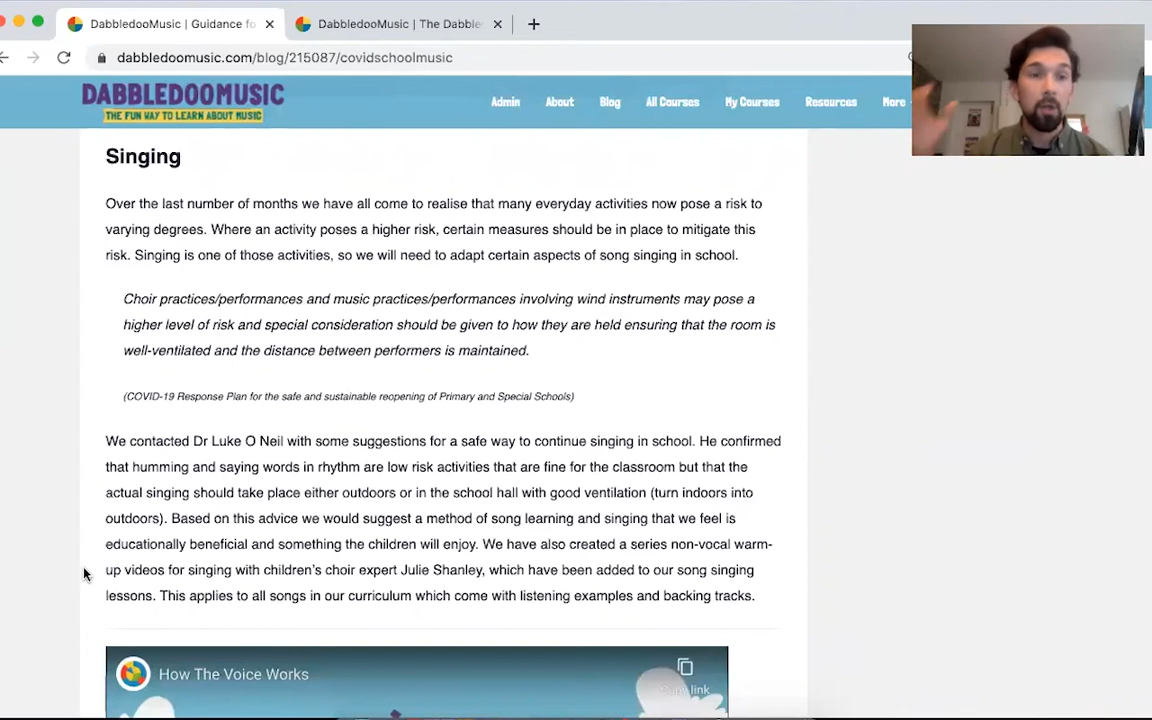 DabbledooMusic | Guidance fo
DabbledooMusic | The Dabble
dabbledoomusic.com/blog/215087/covidschoolmusic
DABBLEDOOMUSIC
THE FUN WAY TO LEARN ABOUT MUSIC
Admin About Blog All Courses My Courses Resources More
Singing
Over the last number of months we have all come to realise that many everyday activities now pose a risk to
varying degrees. Where an activity poses a higher risk, certain measures should be in place to mitigate this
risk. Singing is one of those activities, so we will need to adapt certain aspects of song singing in school.
Choir practices/performances and music practices/performances involving wind instruments may pose a
higher level of risk and special consideration should be given to how they are held ensuring that the room is
well-ventilated and the distance between performers is maintained.
(COVID-19 Response Plan for the safe and sustainable reopening of Primary and Special Schools)
We contacted Dr Luke O Neil with some suggestions for a safe way to continue singing in school. He confirmed
that humming and saying words in rhythm are low risk activities that are fine for the classroom but that the
actual singing should take place either outdoors or in the school hall with good ventilation (turn indoors into
outdoors). Based on this advice we would suggest a method of song learning and singing that we feel is
educationally beneficial and something the children will enjoy. We have also created a series non-vocal warm-
up videos for singing with children's choir expert Julie Shanley, which have been added to our song singing
lessons. This applies to all songs in our curriculum which come with listening examples and backing tracks.
How The Voice Works
Copy link